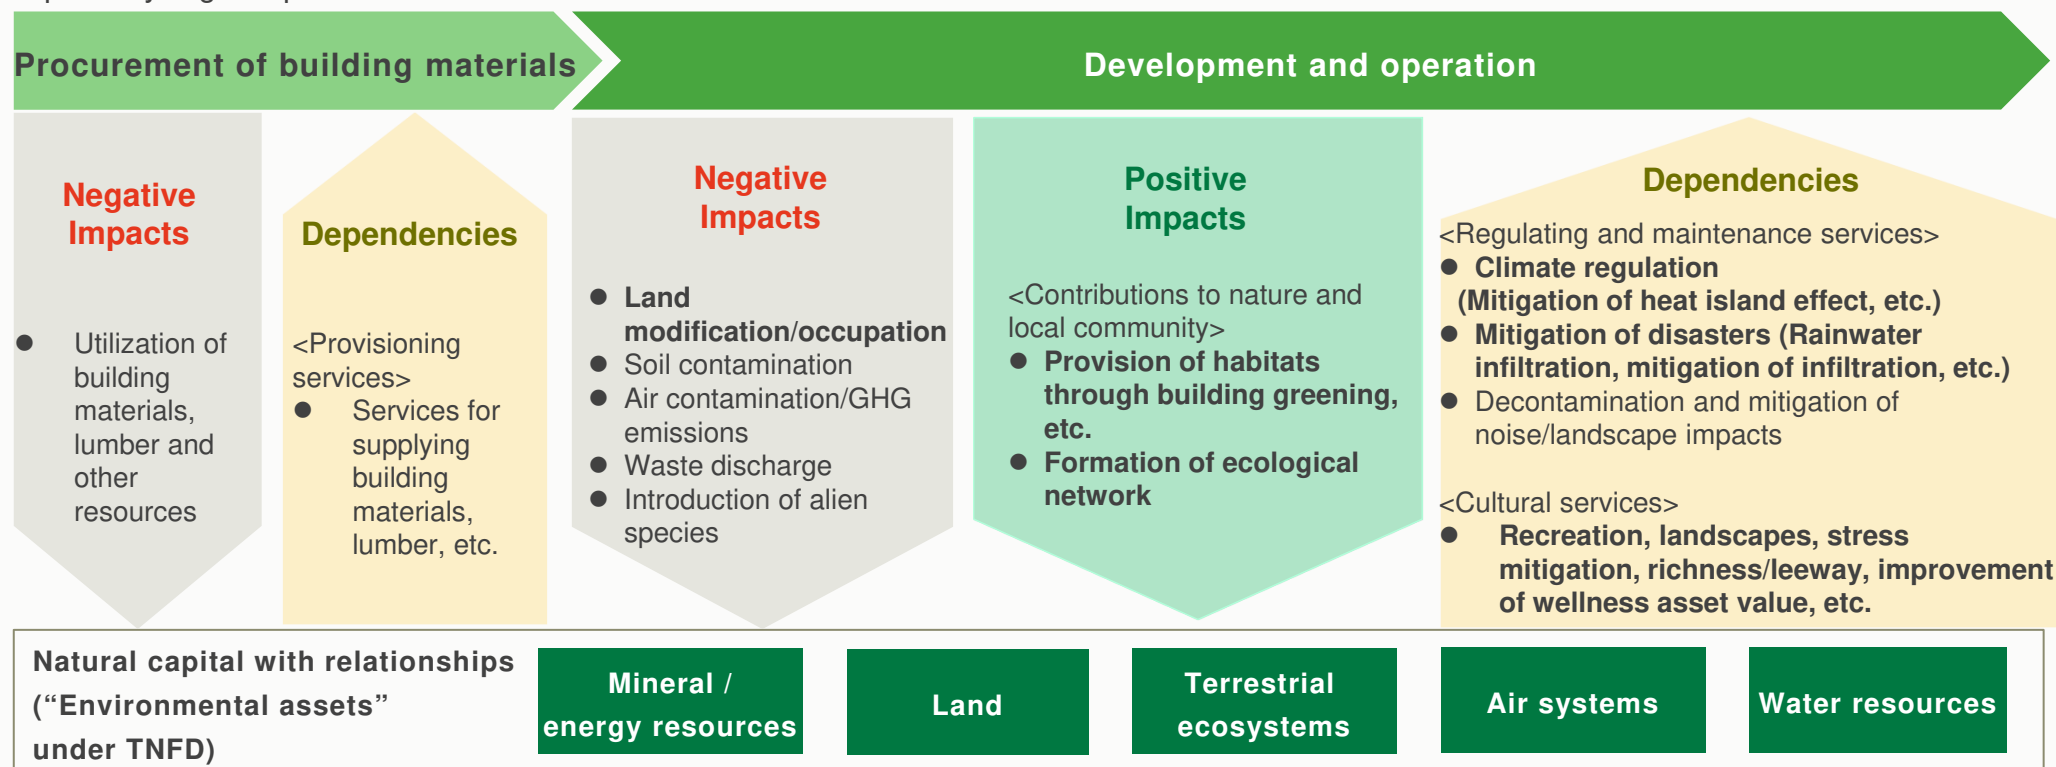 Procurement of building materials
Development and operation
Negative
Impacts
● Utilization of
building
materials,
lumber and
other
resources
Dependencies
<Provisioning
services>
● Services for
supplying
building
materials,
lumber, etc.
Negative
Impacts
● Land
modification/occupation
● Soil contamination
● Air contamination/GHG
emissions
● Waste discharge
● Introduction of alien
species
Positive
Impacts
<Contributions to nature and
local community>
● Provision of habitats
through building greening,
etc.
● Formation of ecological
network
Dependencies
<Regulating and maintenance services>
● Climate regulation
(Mitigation of heat island effect, etc.)
● Mitigation of disasters (Rainwater
infiltration, mitigation of infiltration, etc.)
● Decontamination and mitigation of
noise/landscape impacts
<Cultural services>
● Recreation, landscapes, stress
mitigation, richness/leeway, improvement
of wellness asset value, etc.
Natural capital with relationships
(“Environmental assets”
under TNFD)
Mineral /
energy resources
Land
Terrestrial
ecosystems
Air systems
Water resources